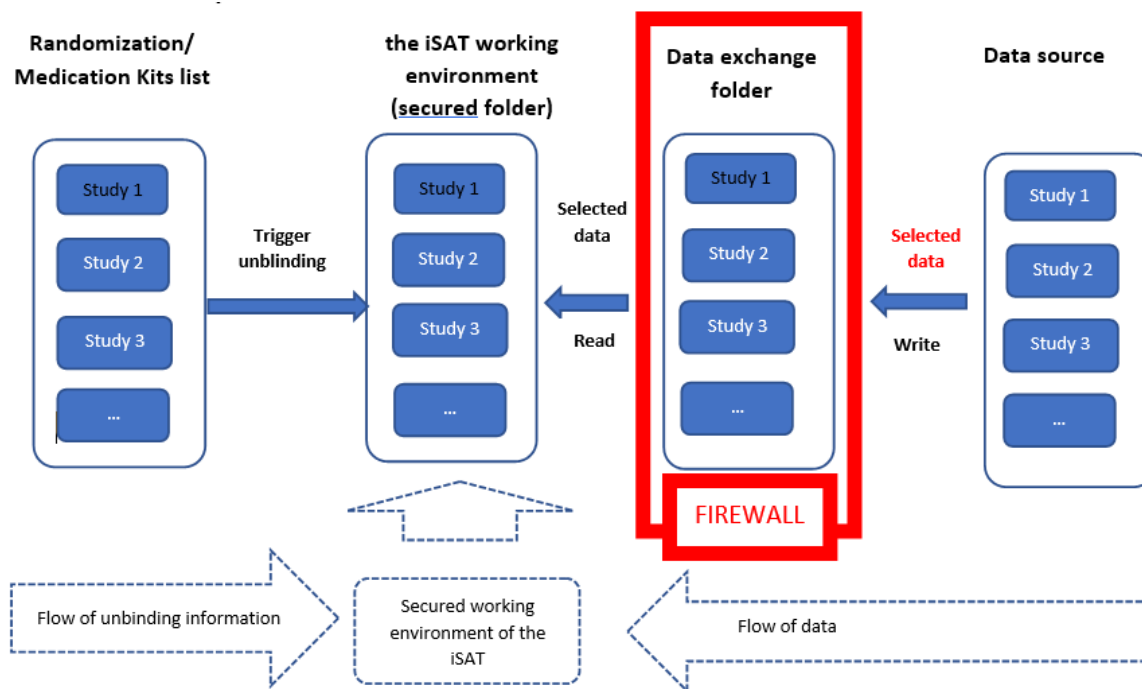 Randomization/
Medication Kits list
the iSAT working
environment
(secured folder)
Data exchange
folder
Data source
Study 1
Study 2
Study 3
...
Trigger
unblinding
Study 1
Study 2
Study 3
...
Selected
data
Read
Study 1
Study 2
Study 3
...
Selected
data
Write
Study 1
Study 2
Study 3
...
FIREWALL
Flow of unbinding information
Secured working
environment of the
iSAT
Flow of data